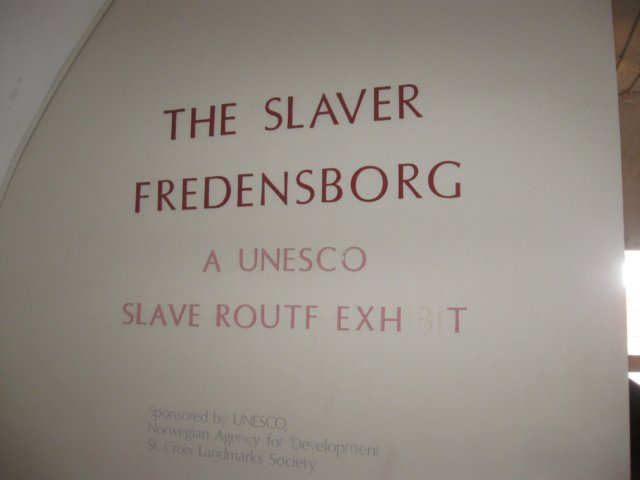 THE SLAVER
FREDENSBORG
A UNESCO
SLAVE ROUTE EXHIBIT
Sponsored by UNESCO,
Norwegian Agency for Development
St. Croix Landmarks Society